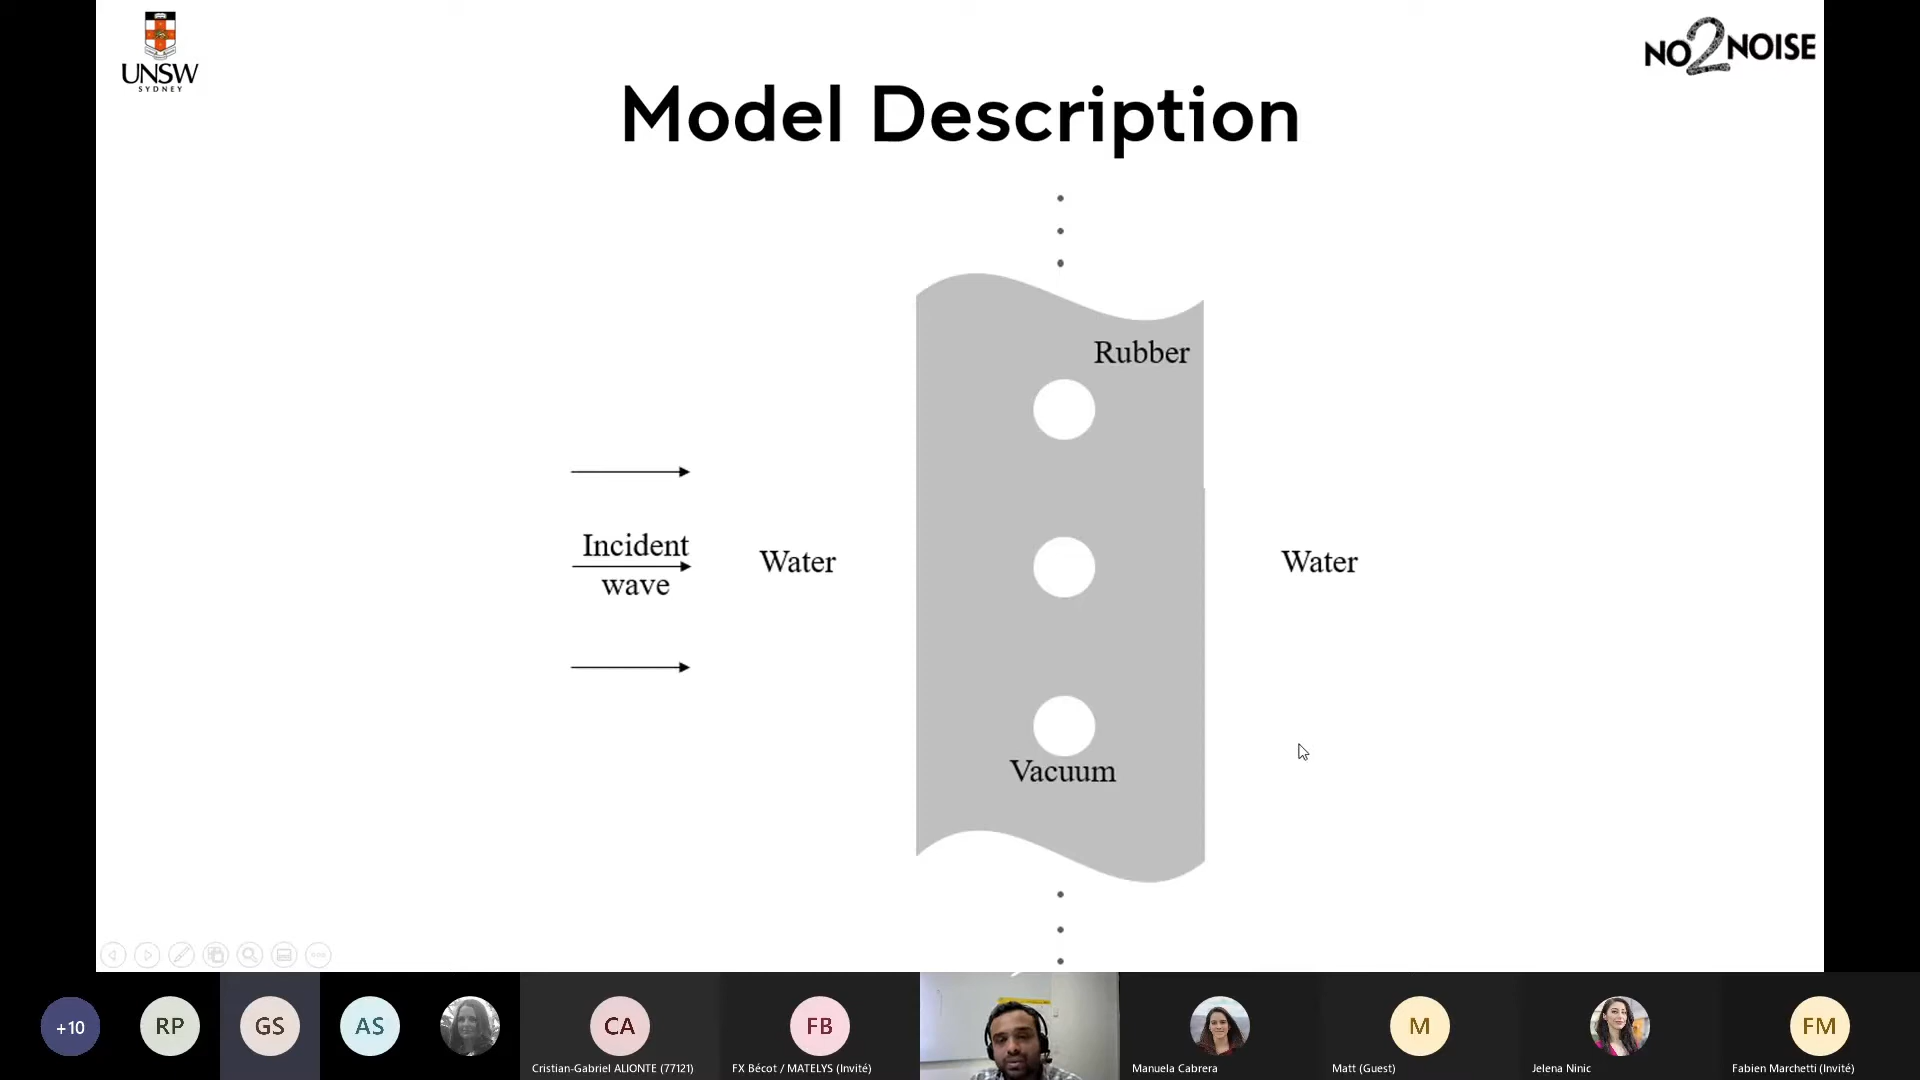 UNSW
SYDNEY
NO2NOISE
Model Description
Rubber
Incident
wave
Water
Water
Vacuum
+10
RP
GS
AS
CA
FB
M
FM
Cristian-Gabriel ALIONTE (77121)
FX Bécot / MATELYS (Invité)
Manuela Cabrera
Matt (Guest)
Jelena Ninic
Fabien Marchetti (Invité)